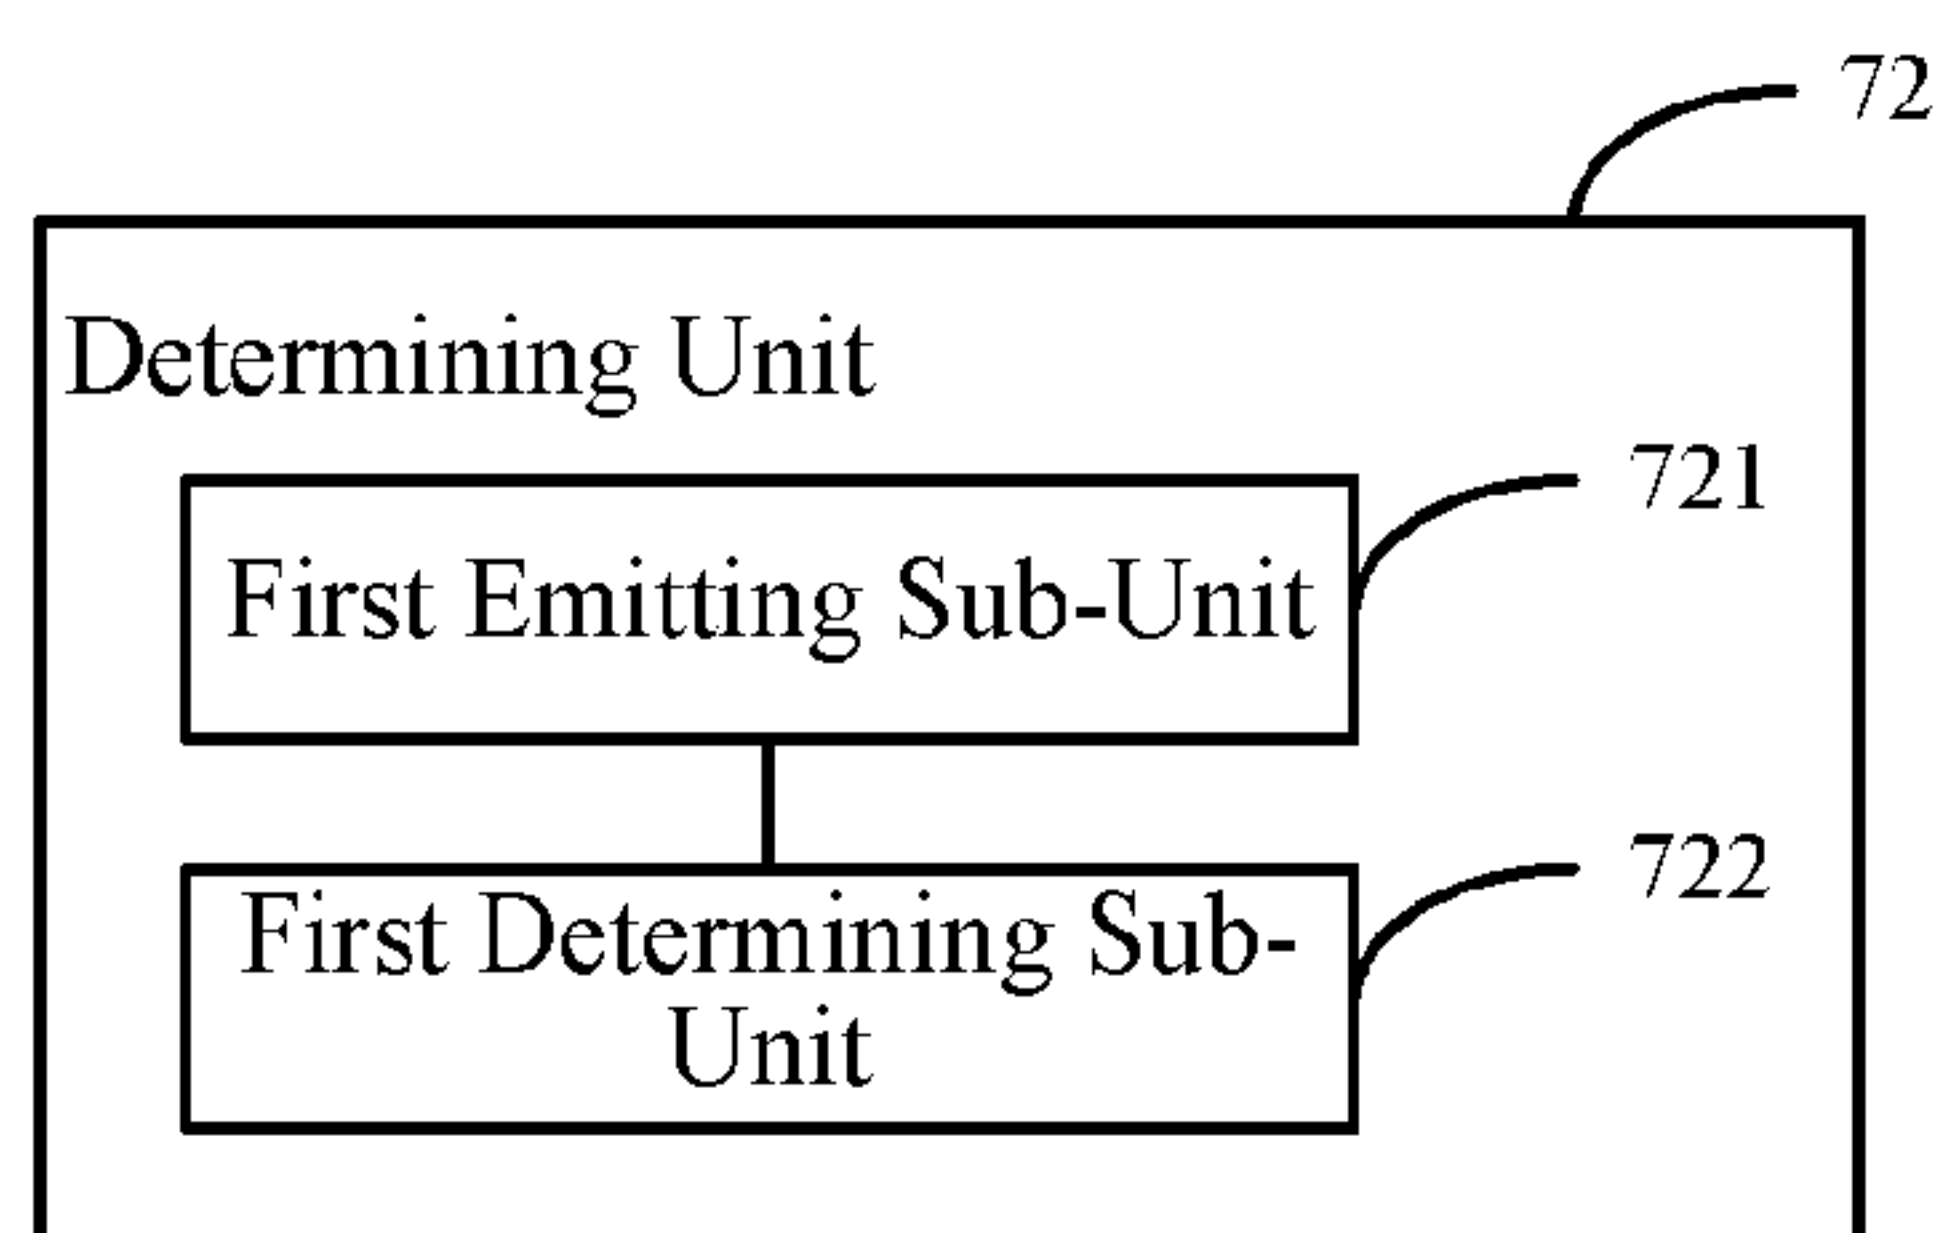 72
Determining Unit
721
First Emitting Sub-Unit
722
First Determining Sub-
Unit